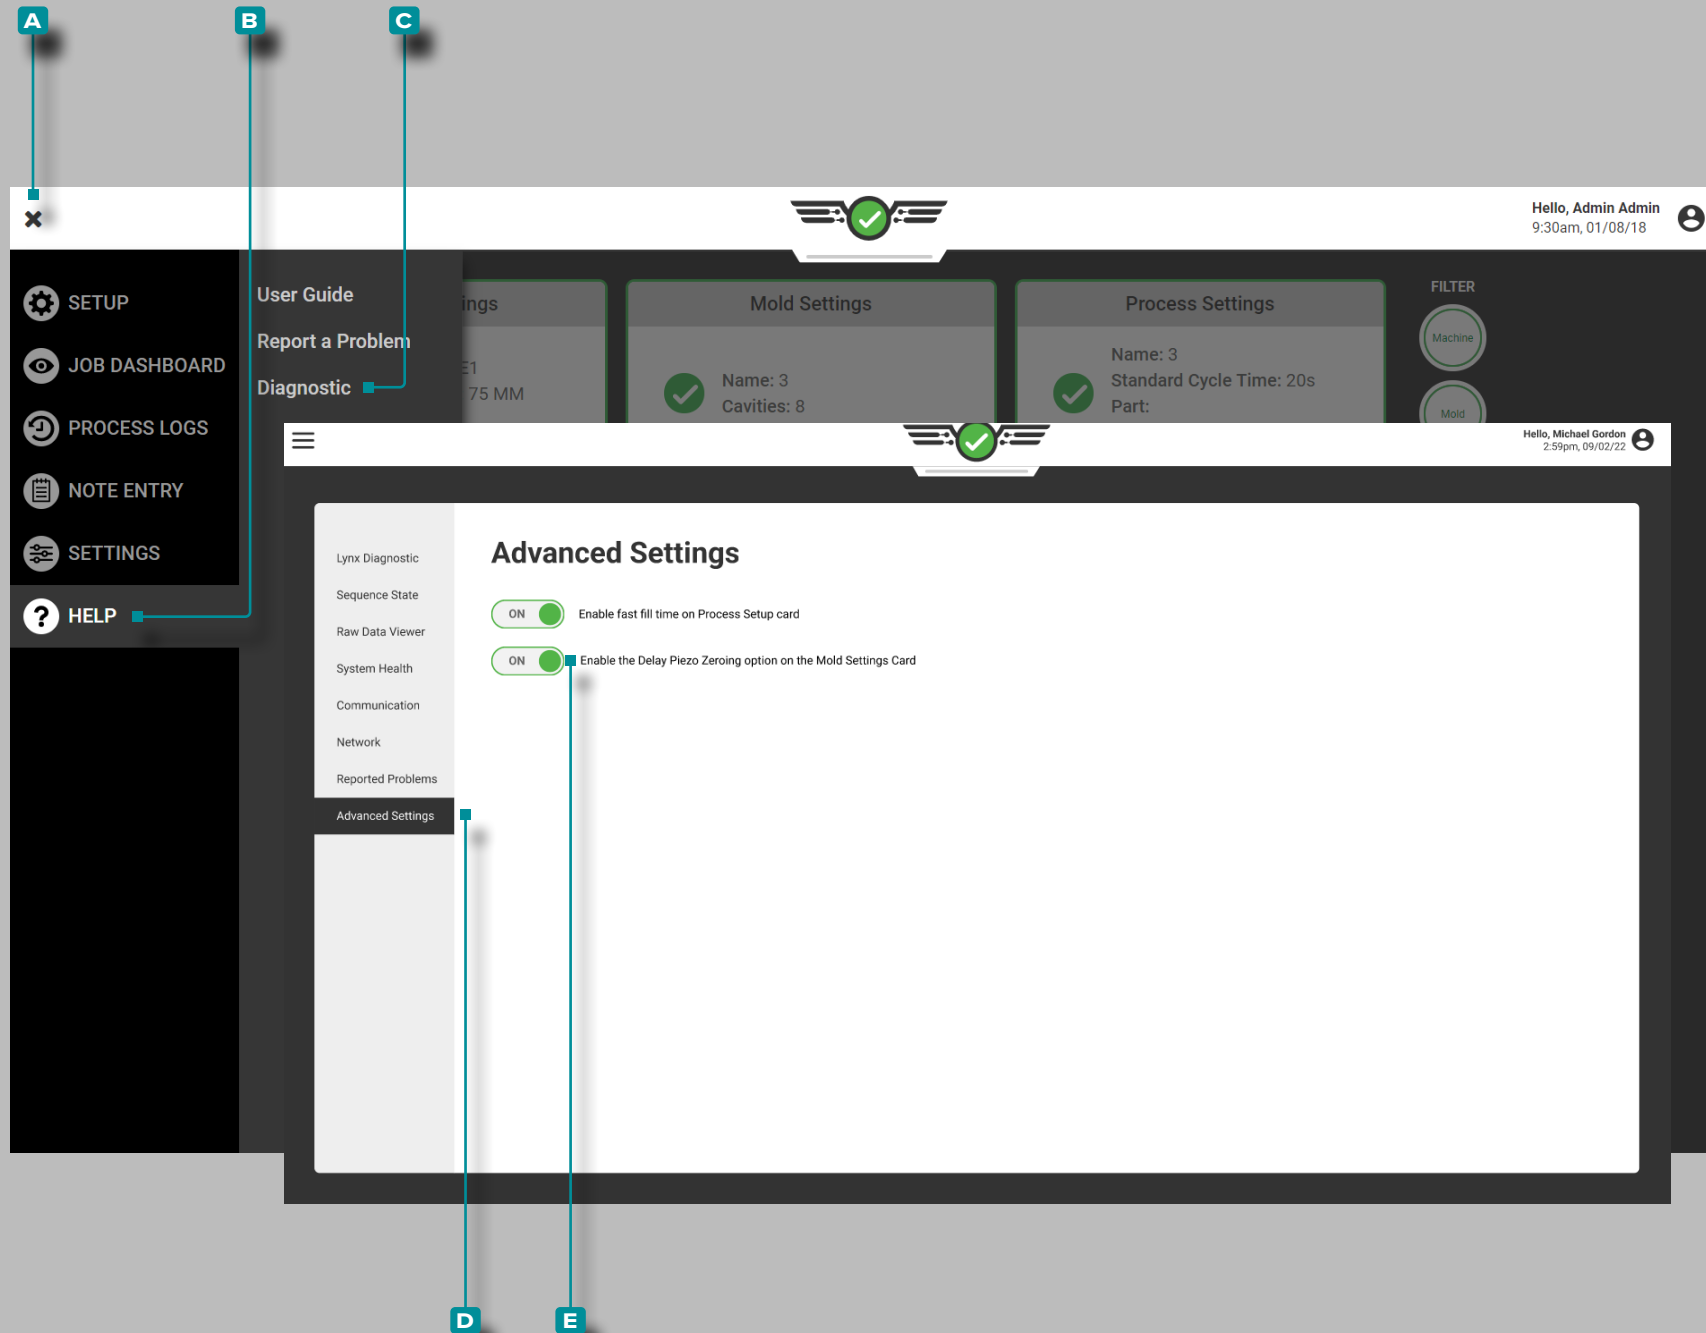 A
B
C
Hello, Admin Admin
9:30am, 01/08/18
SETUP
JOB DASHBOARD
PROCESS LOGS
NOTE ENTRY
SETTINGS
HELP
User Guide
Report a Problem
Diagnostic
ings
E1
75 MM
Mold Settings
Name: 3
Cavities: 8
Process Settings
Name: 3
Standard Cycle Time: 20s
Part:
FILTER
Machine
Mold
Hello, Michael Gordon
2:59pm, 09/02/22
Lynx Diagnostic
Sequence State
Raw Data Viewer
System Health
Communication
Network
Reported Problems
Advanced Settings
Advanced Settings
ON Enable fast fill time on Process Setup card
ON Enable the Delay Piezo Zeroing option on the Mold Settings Card
D
E